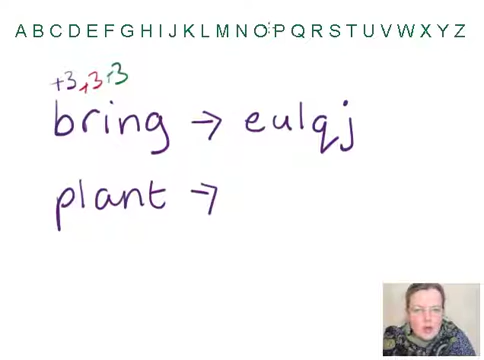 A B C D E F G H I J K L M N O P Q R S T U V W X Y Z
+3 +3 +3
bring → eulqj
plant →